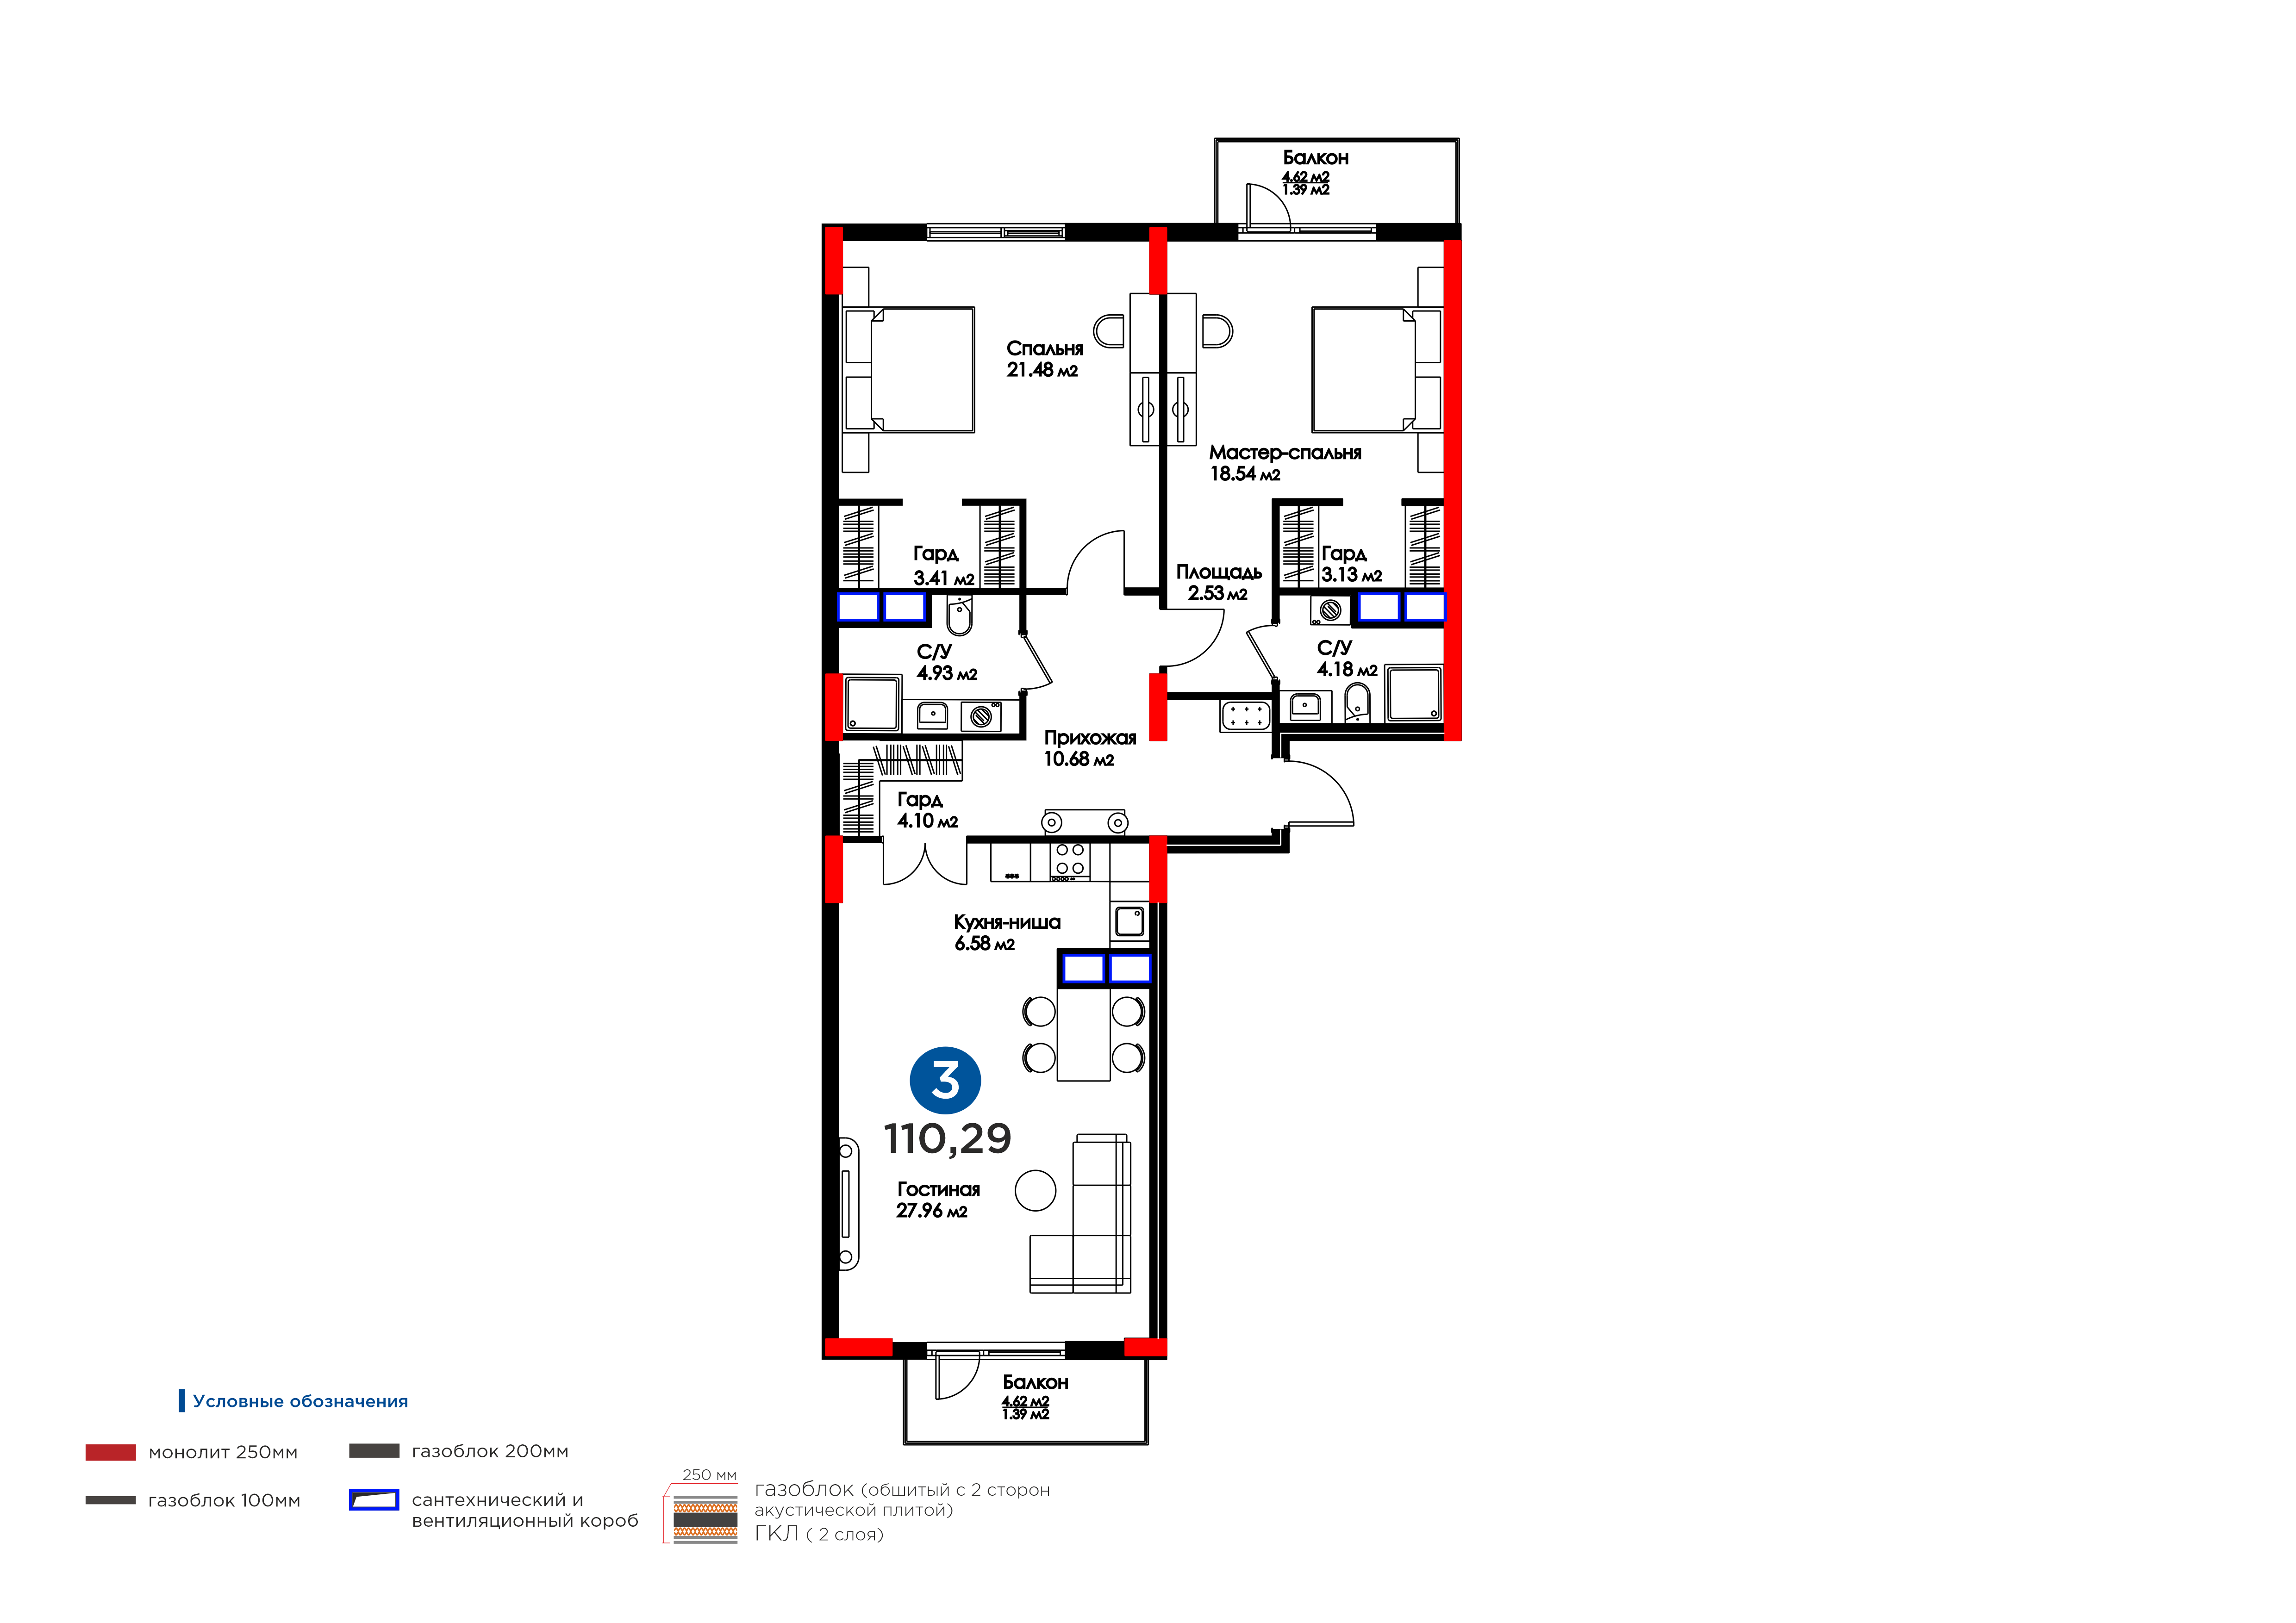 Балкон
4.62 м2
1.39 м2
Спальня
21.48 м2
Мастер-спальня
18.54 м2
Гард
3.41 м2
Площадь
2.53 м2
Гард
3.13 м2
С/У
4.93 м2
С/У
4.18 м2
Прихожая
10.68 м2
Гард
4.10 м2
Кухня-ниша
6.58 м2
3
110,29
Гостиная
27.96 м2
Балкон
4.62 м2
1.39 м2
Условные обозначения
монолит 250мм
газоблок 200мм
газоблок 100мм
сантехнический и
вентиляционный короб
250 мм
газоблок (обшитый с 2 сторон
акустической плитой)
ГКЛ ( 2 слоя)